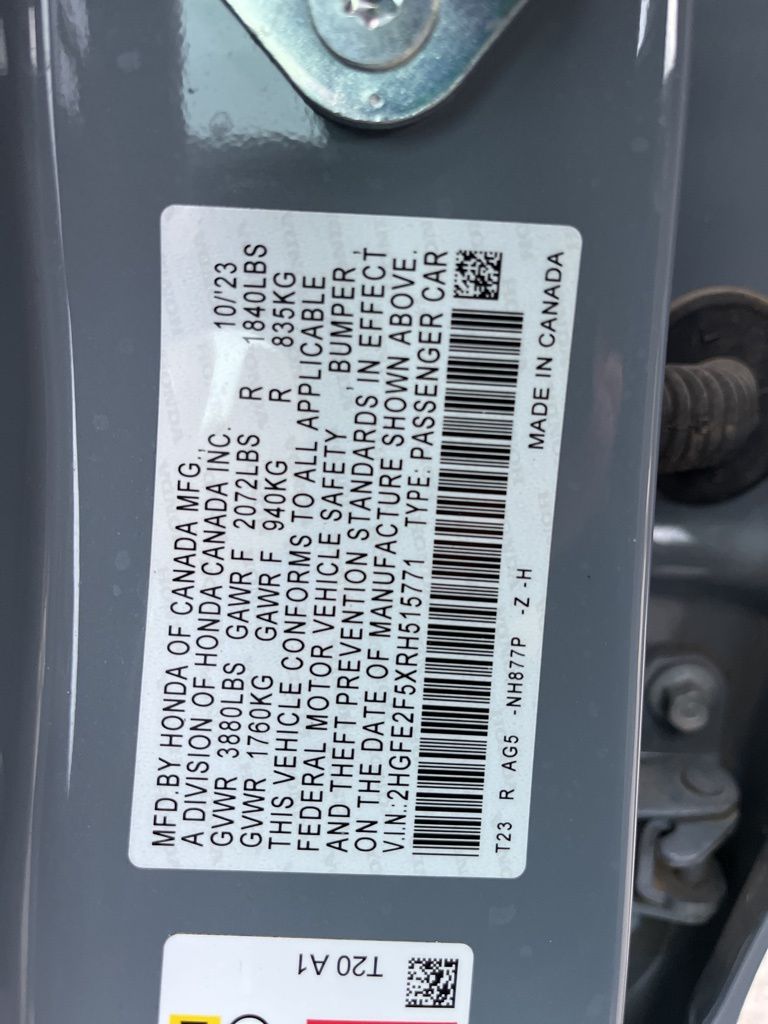 MFD.BY HONDA OF CANADA MFG.,
A DIVISION OF HONDA CANADA INC. 10/'23
GVWR 3880LBS GAWR F 2072LBS R 1840LBS
GVWR 1760KG GAWR F 940KG R 835KG
THIS VEHICLE CONFORMS TO ALL APPLICABLE
FEDERAL MOTOR VEHICLE SAFETY , BUMPER ,
AND THEFT PREVENTION STANDARDS IN EFFECT
ON THE DATE OF MANUFACTURE SHOWN ABOVE.
V.I.N.:2HGFE2F5XRH515771 TYPE: PASSENGER CAR
T23 R AG5 -NH877P -Z -H
MADE IN CANADA
T20 A1